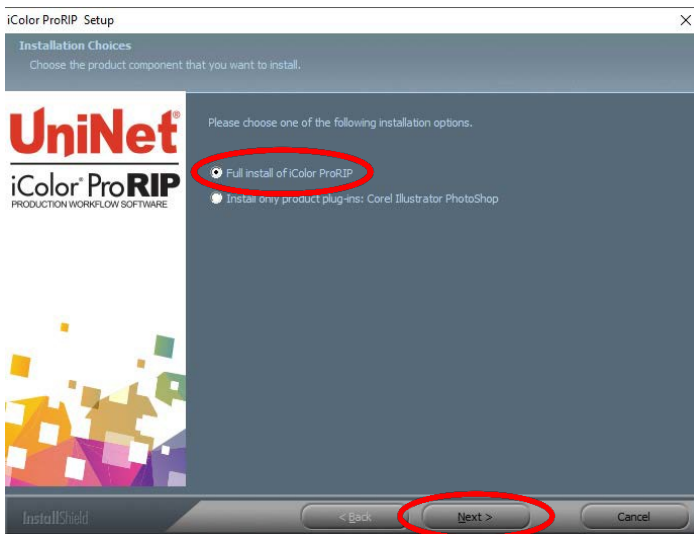 iColor ProRIP Setup
Installation Choices
Choose the product component that you want to install.
UniNet®
iColor® ProRIP
PRODUCTION WORKFLOW SOFTWARE
Please choose one of the following installation options.
Full install of iColor ProRIP
Install only product plug-ins: Corel Illustrator PhotoShop
InstallShield
< Back
Next >
Cancel